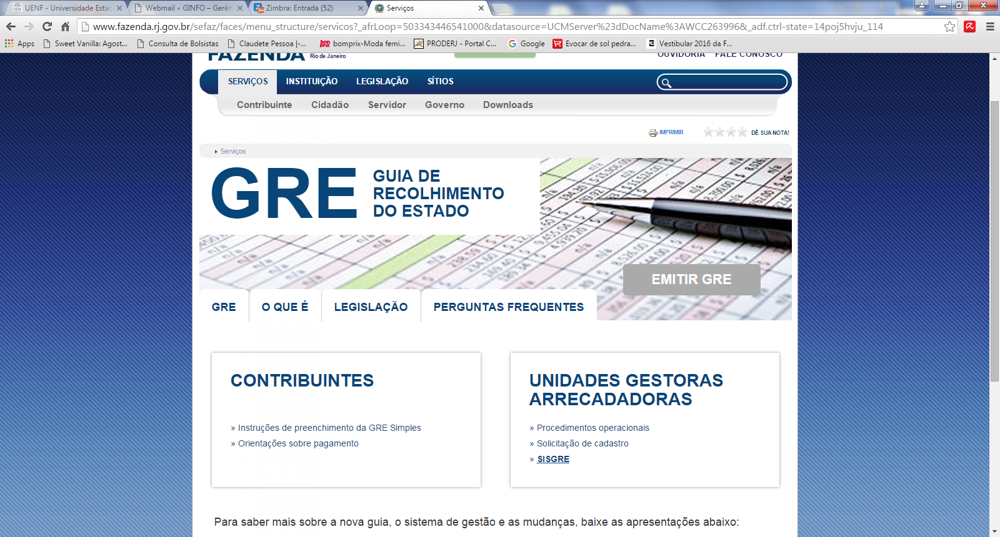 UENF - Universidade Estac
Webmail « GINFO – Gerên
Zimbra: Entrada (52)
Serviços
www.fazenda.rj.gov.br/sefaz/faces/menu_structure/servicos?_afrLoop=503343446541000&datasource=UCMServer%23dDocName%3AWCC263996&_adf.ctrl-state=14poj5hvju_114
Apps
Sweet Vanilla: Agost...
Consulta de Bolsistas
Claudete Pessoa |-...
bomprix-Moda femi...
PRODERJ - Portal C...
Google
Evocar de sol pedra...
Vestibular 2016 da F...
FAZENDA Rio de Janeiro
OUVIDORIA FALE CONOSCO
SERVIÇOS INSTITUIÇÃO LEGISLAÇÃO SÍTIOS
Contribuinte Cidadão Servidor Governo Downloads
IMPRIMIR DÊ SUA NOTA!
Serviços
GRE
GUIA DE
RECOLHIMENTO
DO ESTADO
EMITIR GRE
GRE O QUE É LEGISLAÇÃO PERGUNTAS FREQUENTES
CONTRIBUINTES
» Instruções de preenchimento da GRE Simples
» Orientações sobre pagamento
UNIDADES GESTORAS
ARRECADADORAS
» Procedimentos operacionais
» Solicitação de cadastro
» SISGRE
Para saber mais sobre a nova guia, o sistema de gestão e as mudanças, baixe as apresentações abaixo: